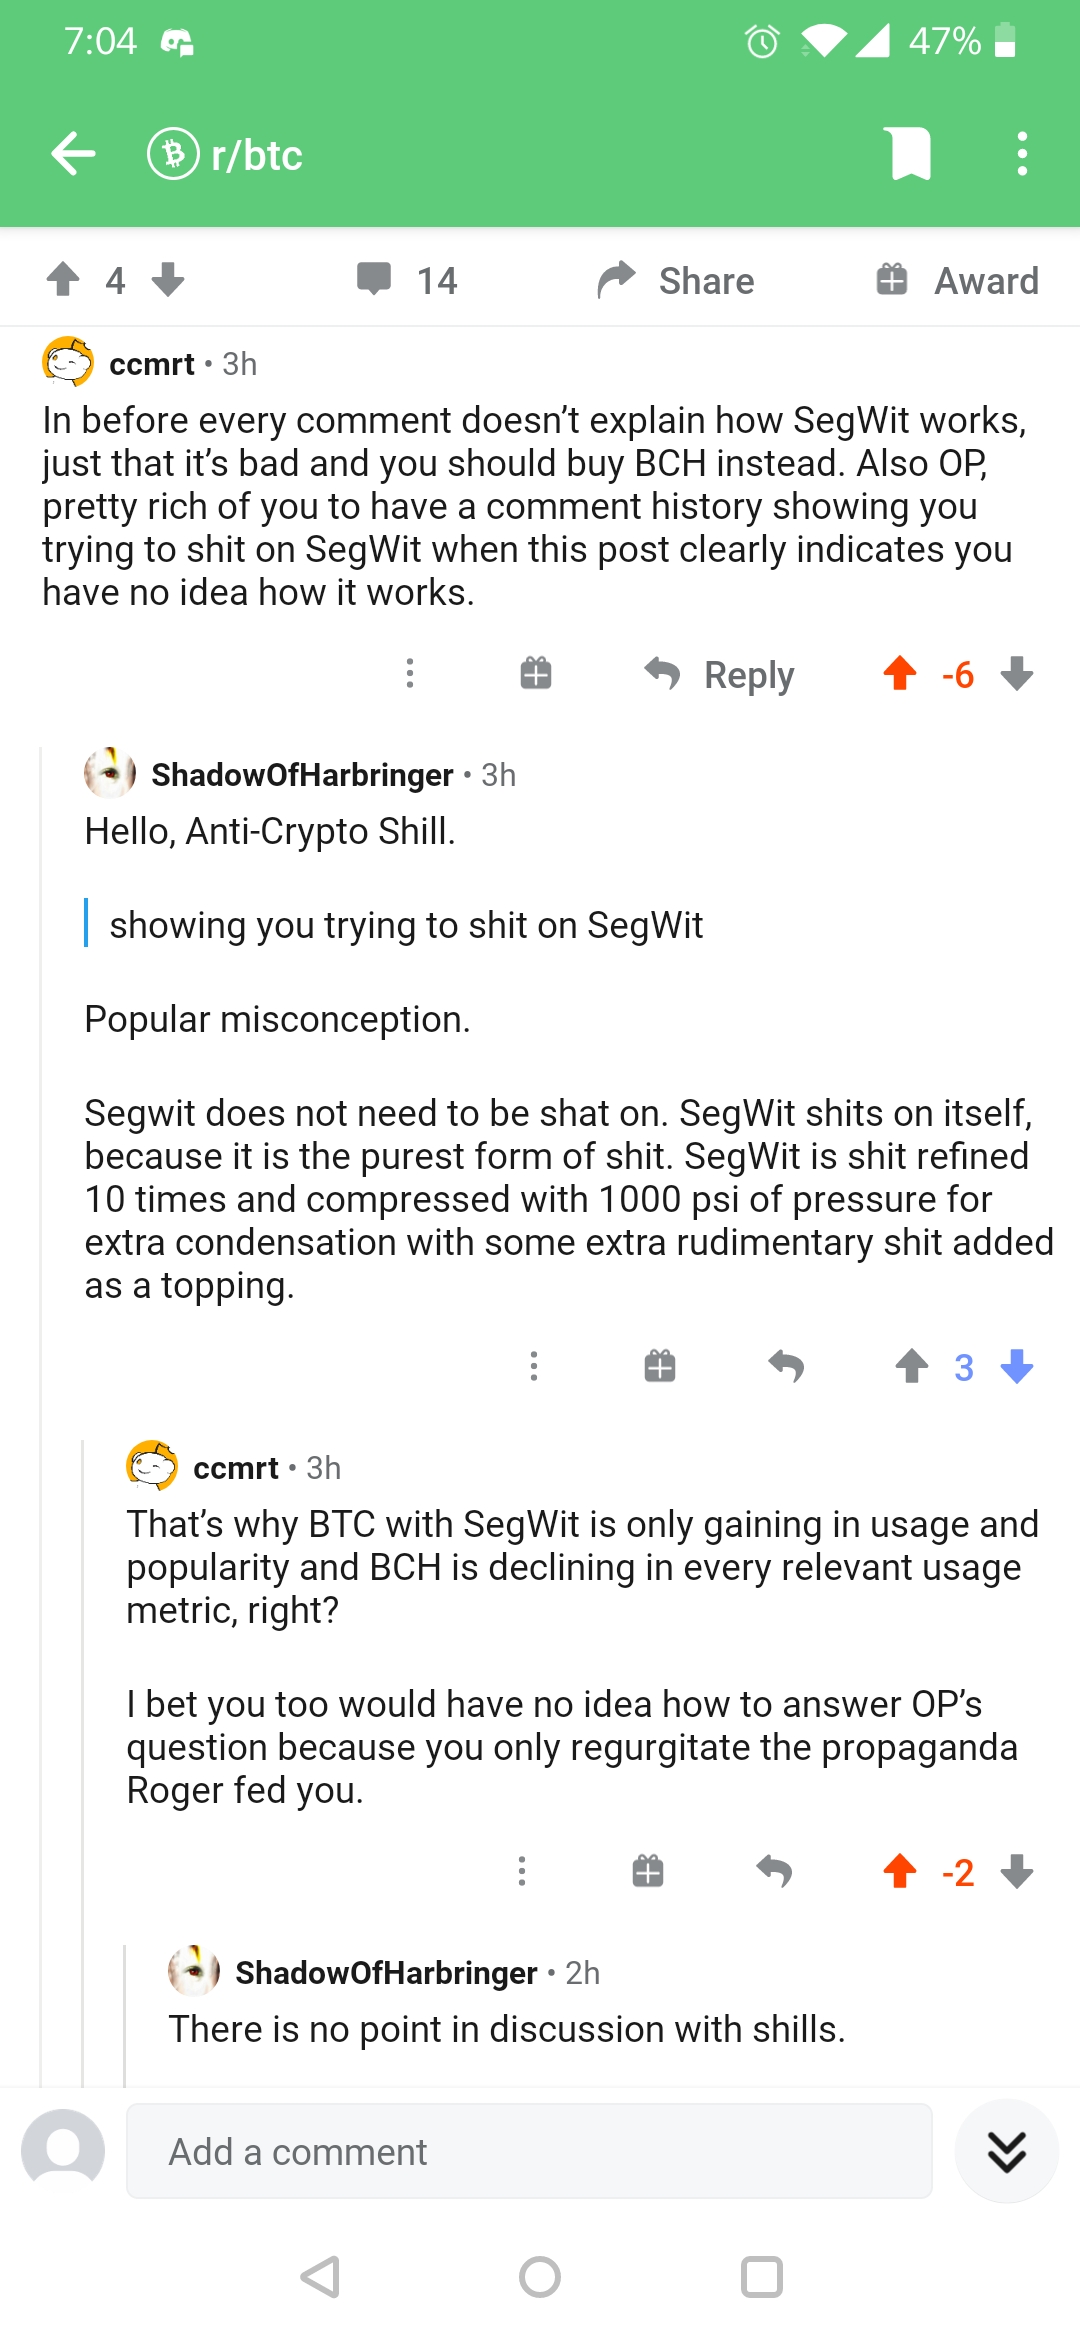 7:04
47%
r/btc
4
14
Share
Award
ccmrt • 3h
In before every comment doesn’t explain how SegWit works,
just that it’s bad and you should buy BCH instead. Also OP,
pretty rich of you to have a comment history showing you
trying to shit on SegWit when this post clearly indicates you
have no idea how it works.
Reply
-6
ShadowOfHarbringer • 3h
Hello, Anti-Crypto Shill.
showing you trying to shit on SegWit
Popular misconception.
Segwit does not need to be shat on. SegWit shits on itself,
because it is the purest form of shit. SegWit is shit refined
10 times and compressed with 1000 psi of pressure for
extra condensation with some extra rudimentary shit added
as a topping.
3
ccmrt • 3h
That’s why BTC with SegWit is only gaining in usage and
popularity and BCH is declining in every relevant usage
metric, right?
I bet you too would have no idea how to answer OP’s
question because you only regurgitate the propaganda
Roger fed you.
-2
ShadowOfHarbringer • 2h
There is no point in discussion with shills.
Add a comment